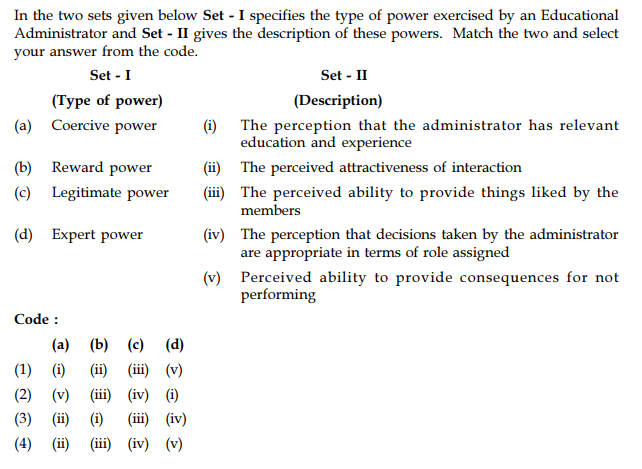 In the two sets given below Set - I specifies the type of power exercised by an Educational
Administrator and Set - II gives the description of these powers. Match the two and select
your answer from the code.
Set - I Set - II
(Type of power) (Description)
(a) Coercive power (i) The perception that the administrator has relevant
education and experience
(b) Reward power (ii) The perceived attractiveness of interaction
(c) Legitimate power (iii) The perceived ability to provide things liked by the
members
(d) Expert power (iv) The perception that decisions taken by the administrator
are appropriate in terms of role assigned
(v) Perceived ability to provide consequences for not
performing
Code :
(a) (b) (c) (d)
(1) (i) (ii) (iii) (v)
(2) (v) (iii) (iv) (i)
(3) (ii) (i) (iii) (iv)
(4) (ii) (iii) (iv) (v)